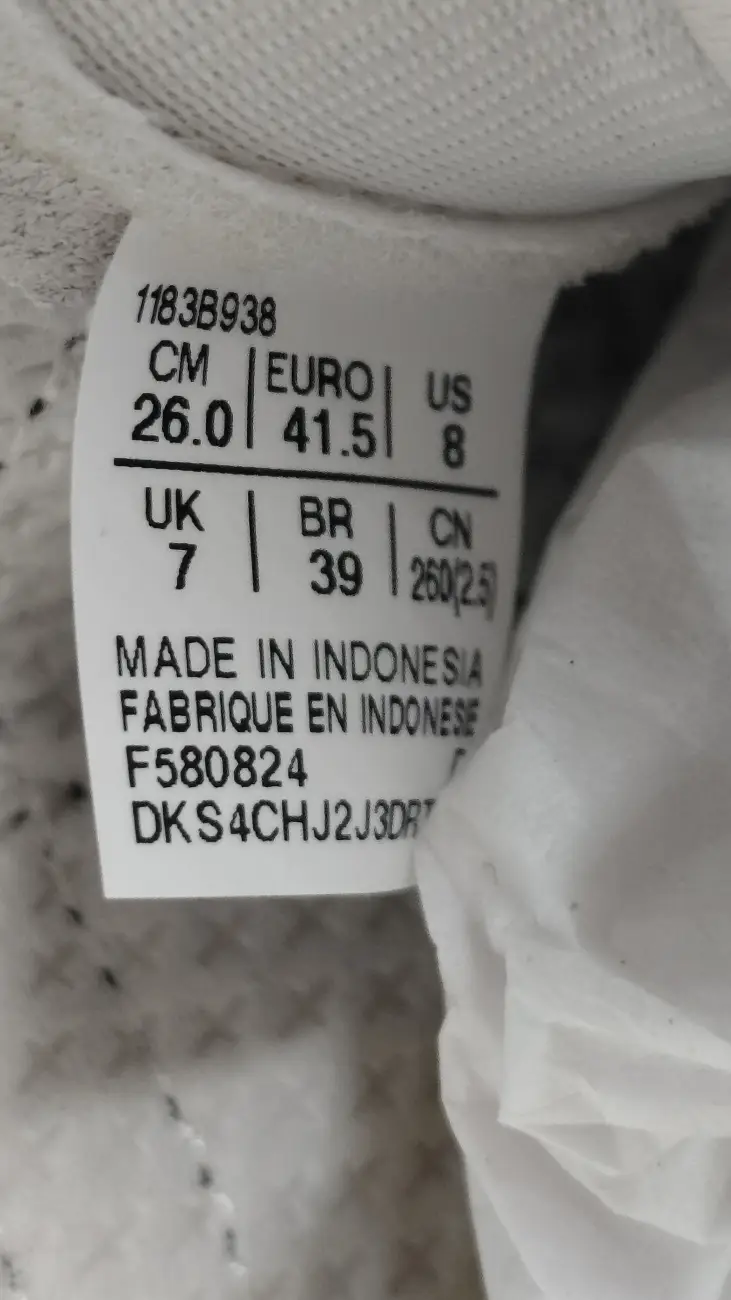 1183B938
CM | EURO | US
26.0 | 41.5 | 8
UK | BR | CN
7 | 39 | 260(2.5)
MADE IN INDONESIA
FABRIQUE EN INDONESIE
F580824